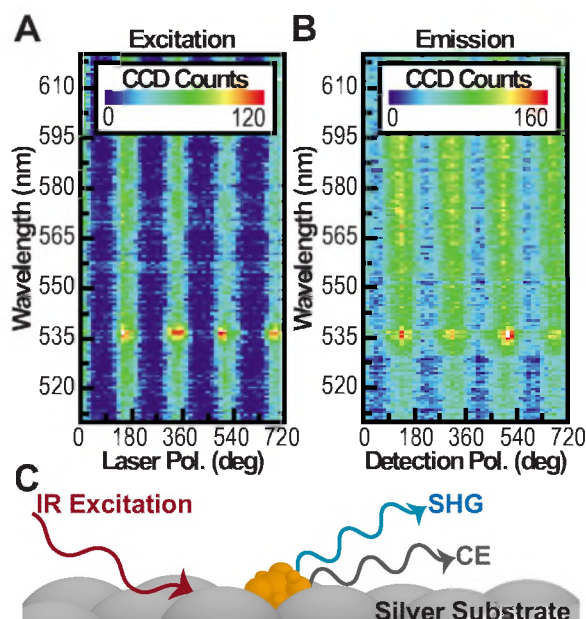 A
Excitation
CCD Counts
0 120
Wavelength (nm)
610
595
580
565
550
535
520
0 180 360 540 720
Laser Pol. (deg)
B
Emission
CCD Counts
0 160
Wavelength (nm)
610
595
580
565
550
535
520
0 180 360 540 720
Detection Pol. (deg)
C
IR Excitation
SHG
CE
Silver Substrate